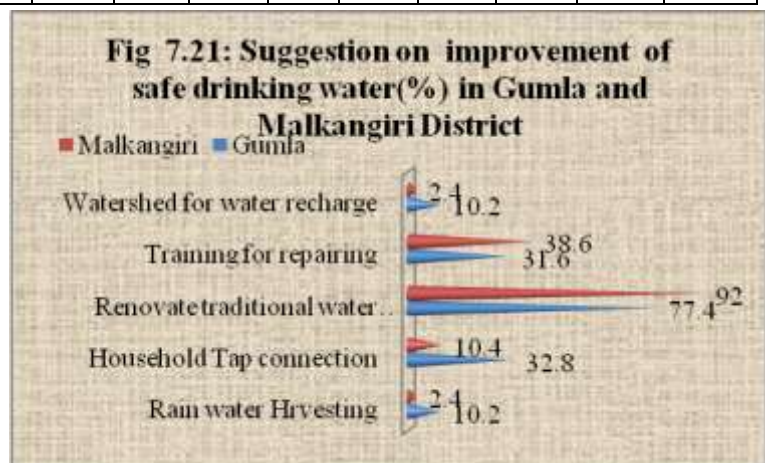 Fig 7.21: Suggestion on improvement of
safe drinking water(%) in Gumla and
Malkangiri District
Malkangiri Gumla
Watershed for water recharge 2.4 10.2
Training for repairing 38.6 31.6
Renovate traditional water .. 92 77.4
Household Tap connection 10.4 32.8
Rain water Hrvesting 2.4 10.2